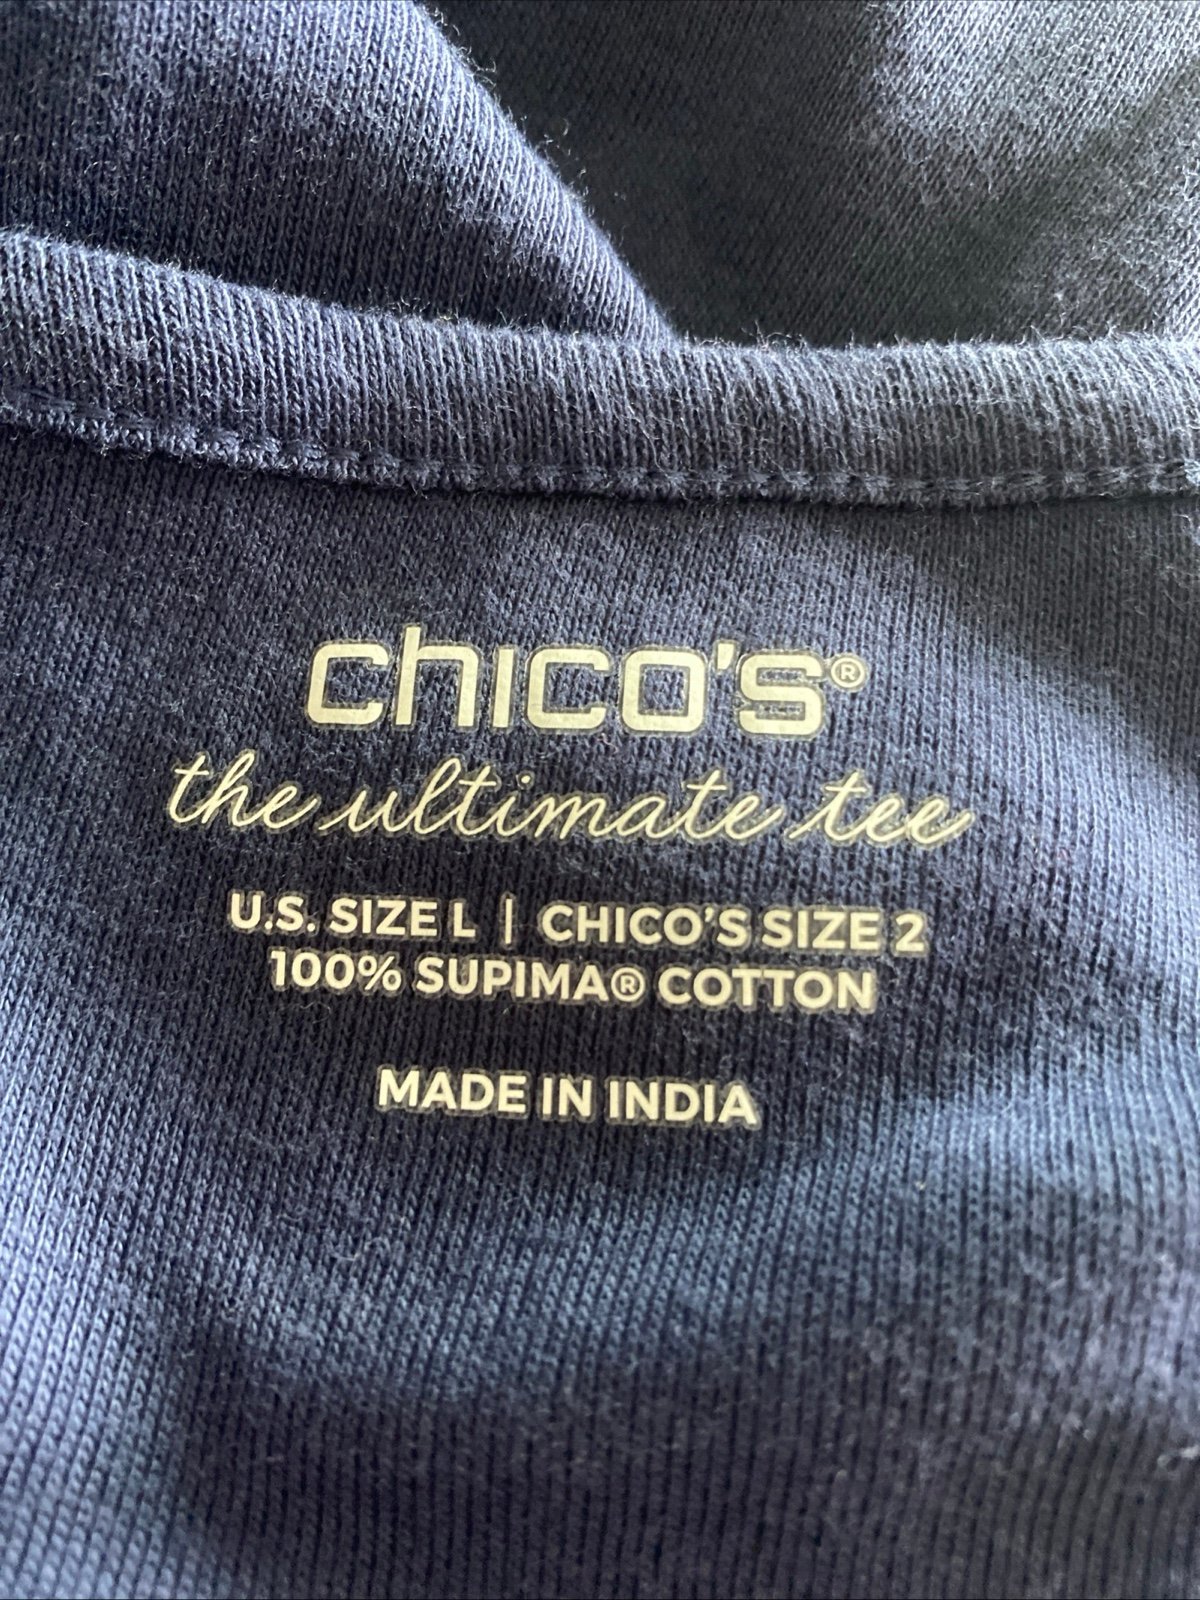 chico's®
the ultimate tee
U.S. SIZE L | CHICO'S SIZE 2
100% SUPIMA® COTTON
MADE IN INDIA